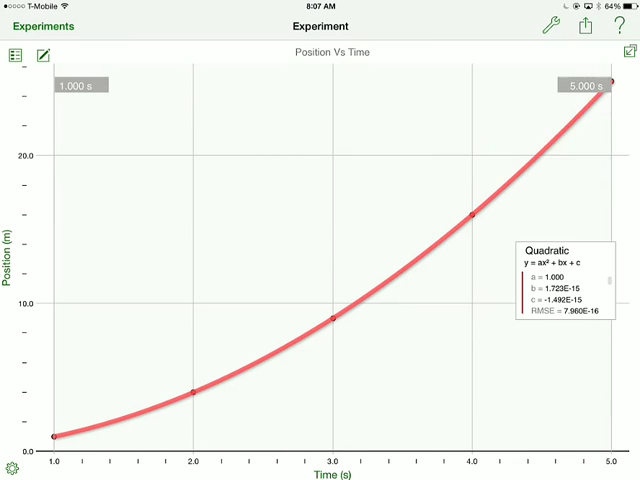 T-Mobile 8:07 AM 64%
Experiments Experiment ?
Position Vs Time
1.000 s 5.000 s
20.0
10.0
0.0
Position (m)
Quadratic
y = ax² + bx + c
a = 1.000
b = 1.723E-15
c = -1.492E-15
RMSE = 7.960E-16
1.0 2.0 3.0 4.0 5.0
Time (s)